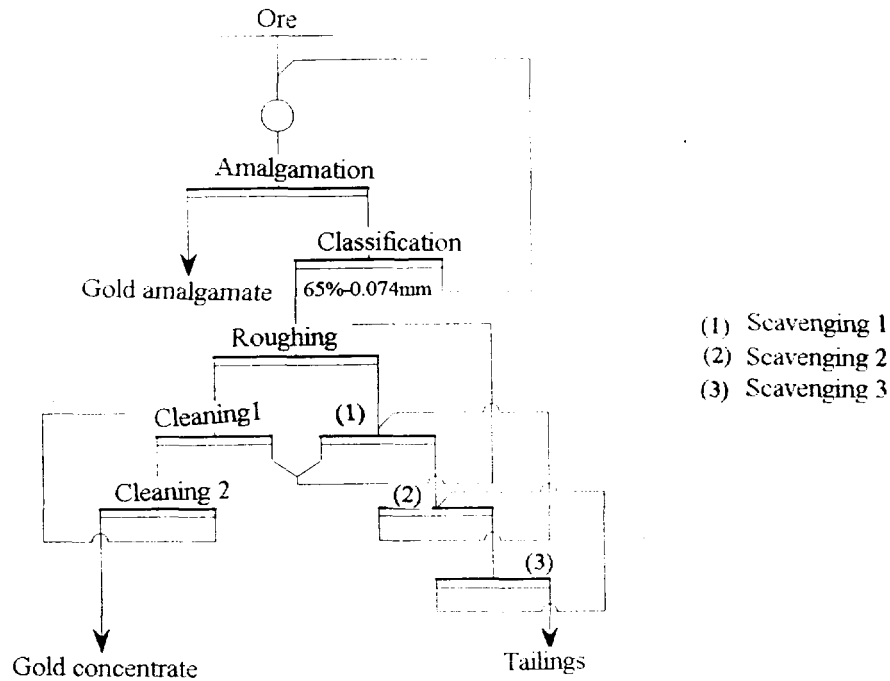 Ore
Amalgamation
Classification
Gold amalgamate
65%-0.074mm
Roughing
(1) Scavenging 1
(2) Scavenging 2
(3) Scavenging 3
Cleaning1
(1)
Cleaning 2
(2)
(3)
Gold concentrate
Tailings